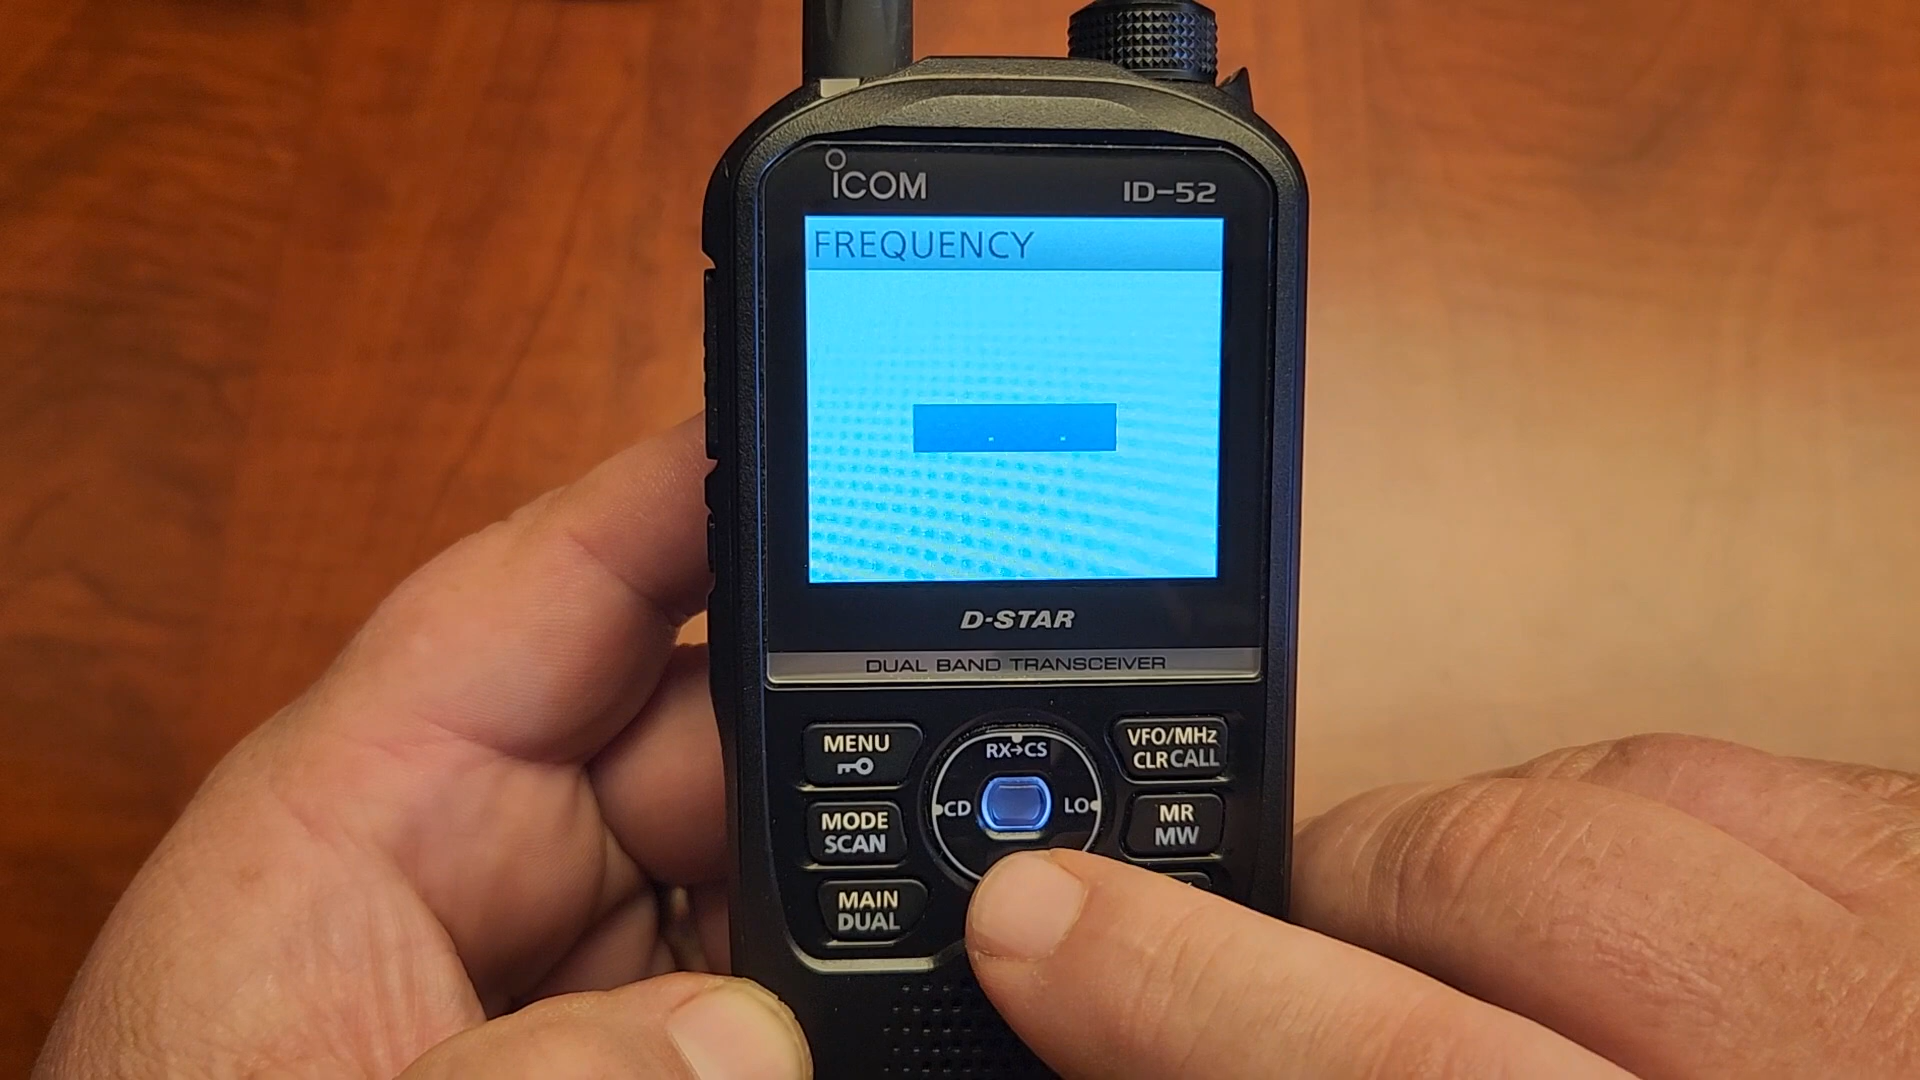 ICOM
ID-52
FREQUENCY
. .
D-STAR
DUAL BAND TRANSCEIVER
MENU
RX→CS
VFO/MHz
CLR CALL
CD
LO
MODE
SCAN
MR
MW
MAIN
DUAL